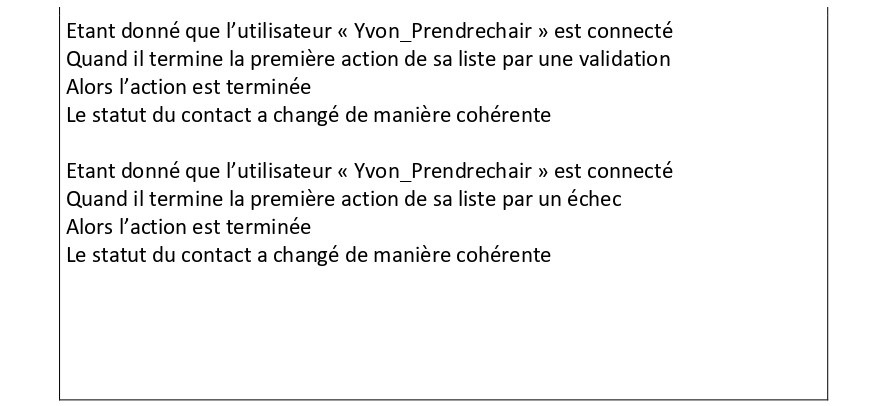 Etant donné que l’utilisateur « Yvon_Prendrechair » est connecté
Quand il termine la première action de sa liste par une validation
Alors l’action est terminée
Le statut du contact a changé de manière cohérente
Etant donné que l’utilisateur « Yvon_Prendrechair » est connecté
Quand il termine la première action de sa liste par un échec
Alors l’action est terminée
Le statut du contact a changé de manière cohérente